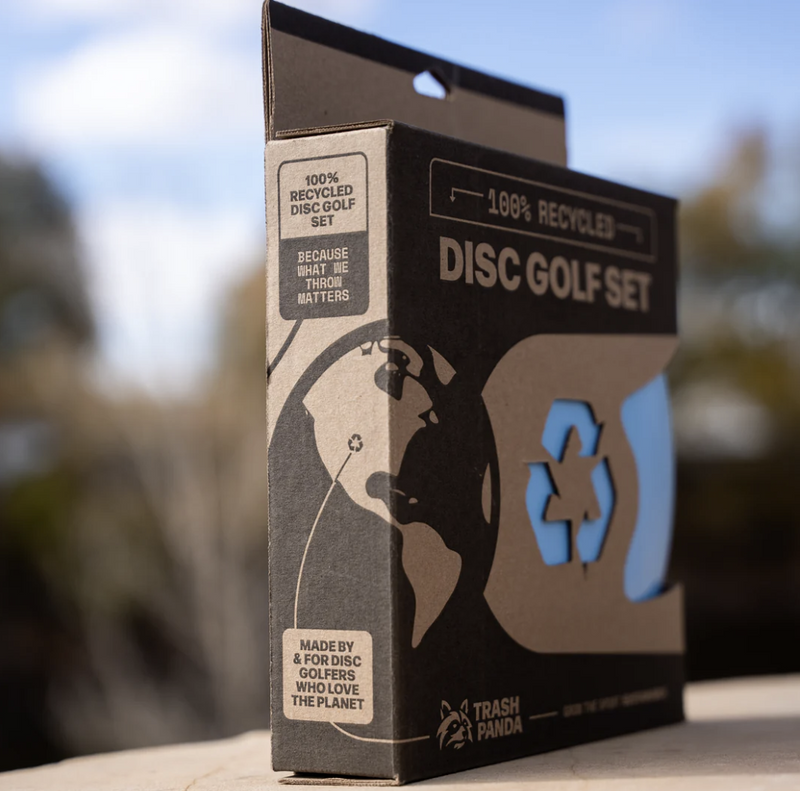 100%
RECYCLED
DISC GOLF
SET
BECAUSE
WHAT WE
THROW
MATTERS
MADE BY
& FOR DISC
GOLFERS
WHO LOVE
THE PLANET
100% RECYCLED
DISC GOLF SET
TRASH
PANDA